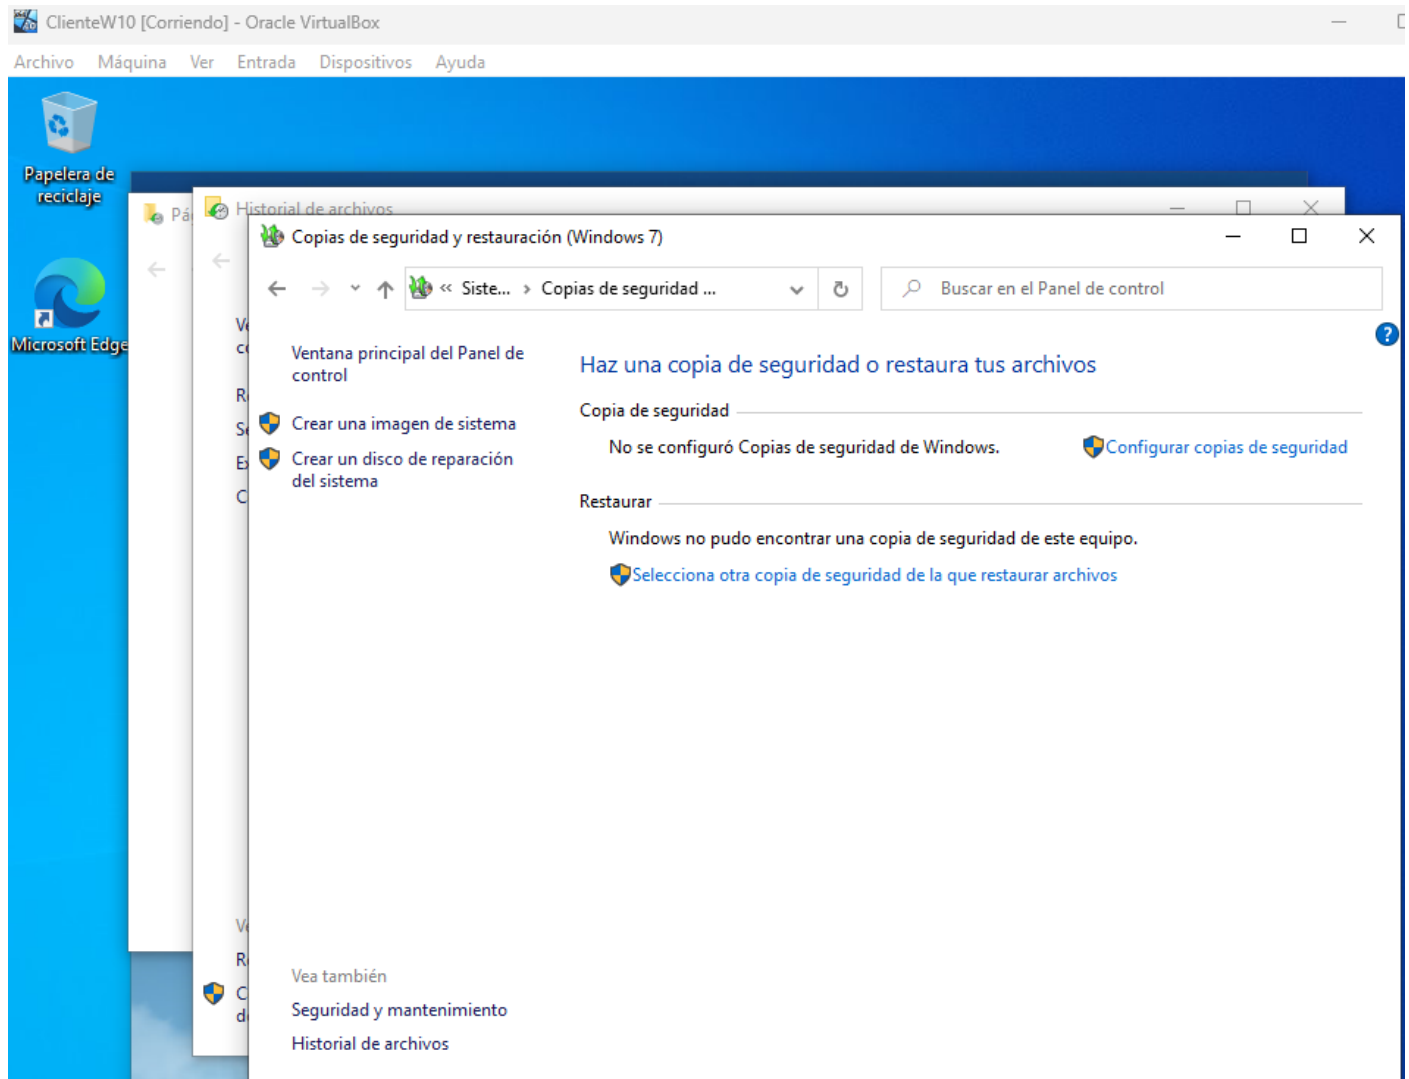 ClienteW10 [Corriendo] - Oracle VirtualBox
Archivo Máquina Ver Entrada Dispositivos Ayuda
Papelera de
reciclaje
Microsoft Edge
Historial de archivos
Copias de seguridad y restauración (Windows 7)
« Siste... › Copias de seguridad ...
Buscar en el Panel de control
Ventana principal del Panel de
control
Crear una imagen de sistema
Crear un disco de reparación
del sistema
Haz una copia de seguridad o restaura tus archivos
Copia de seguridad
No se configuró Copias de seguridad de Windows.
Configurar copias de seguridad
Restaurar
Windows no pudo encontrar una copia de seguridad de este equipo.
Selecciona otra copia de seguridad de la que restaurar archivos
Vea también
Seguridad y mantenimiento
Historial de archivos